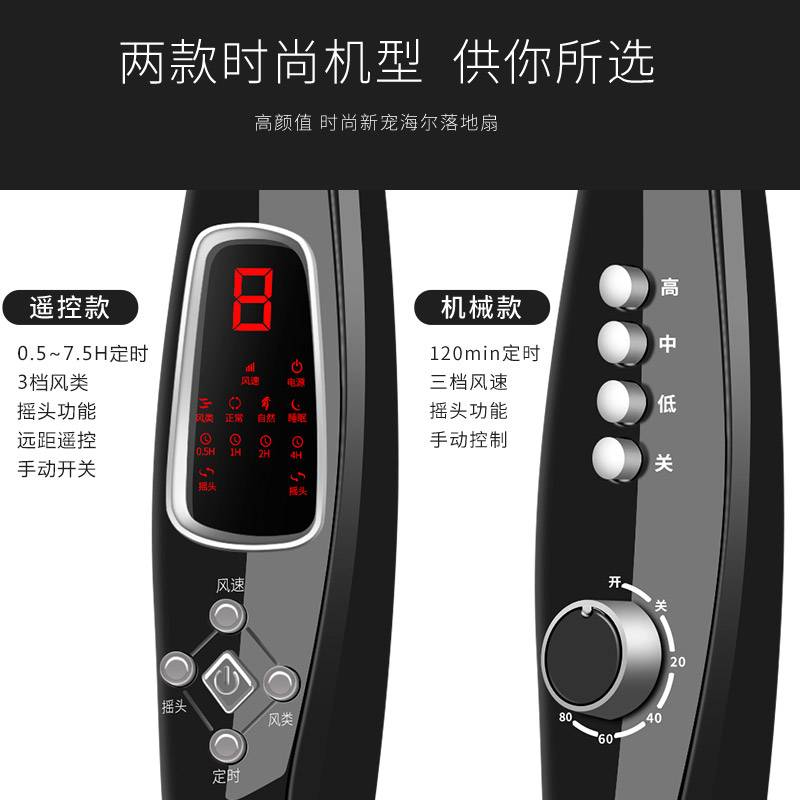 两款时尚机型 供你所选
高颜值 时尚新宠海尔落地扇
遥控款
0.5~7.5H定时
3档风类
摇头功能
远距遥控
手动开关
8
风速 电源
风类 正常 自然 睡眠
0.5H 1H 2H 4H
摇头 摇头
风速
摇头
风类
定时
机械款
120min定时
三档风速
摇头功能
手动控制
高
中
低
关
开
关
20
40
60
80